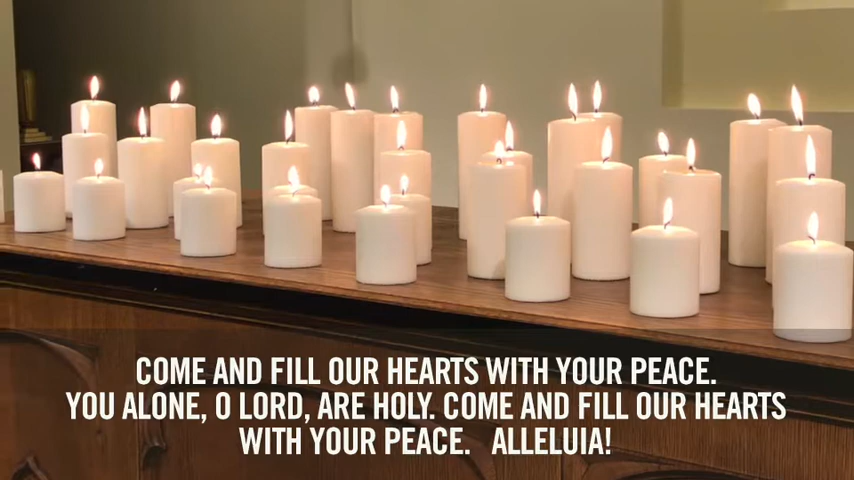 COME AND FILL OUR HEARTS WITH YOUR PEACE.
YOU ALONE, O LORD, ARE HOLY. COME AND FILL OUR HEARTS
WITH YOUR PEACE. ALLELUIA!